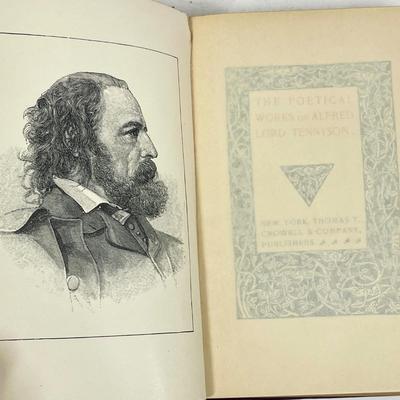 THE POETICAL
WORKS OF ALFRED
LORD TENNYSON
NEW YORK, THOMAS Y.
CROWELL & COMPANY,
PUBLISHERS